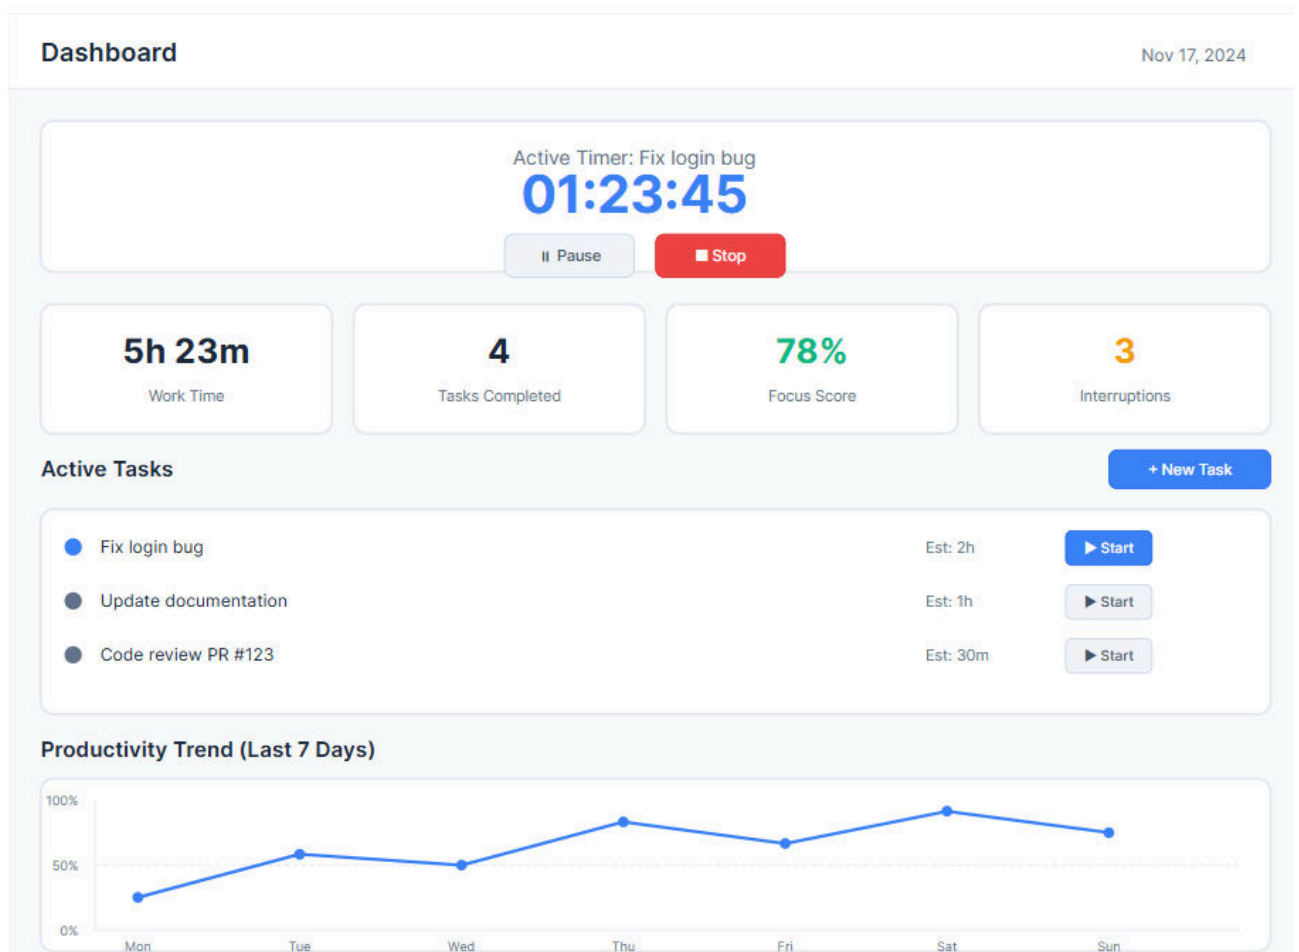 Dashboard
Nov 17, 2024
Active Timer: Fix login bug
01:23:45
⏸ Pause
■ Stop
5h 23m
Work Time
4
Tasks Completed
78%
Focus Score
3
Interruptions
Active Tasks
+ New Task
Fix login bug
Est: 2h
▶ Start
Update documentation
Est: 1h
▶ Start
Code review PR #123
Est: 30m
▶ Start
Productivity Trend (Last 7 Days)
100%
50%
0%
Mon Tue Wed Thu Fri Sat Sun